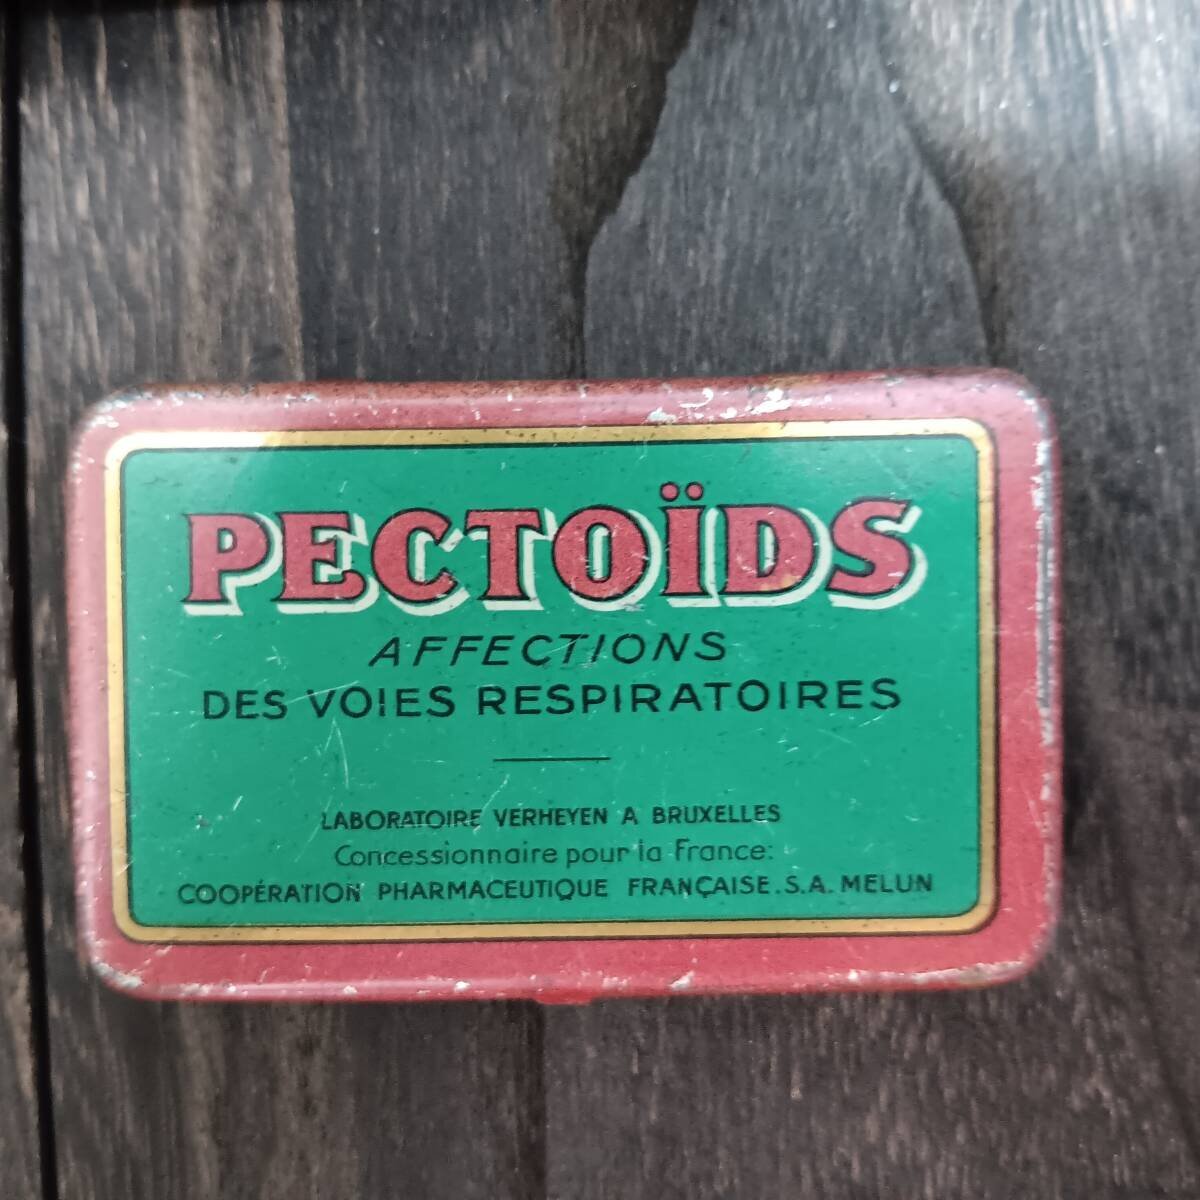 PECTOÏDS
AFFECTIONS
DES VOIES RESPIRATOIRES
LABORATOIRE VERHEYEN A BRUXELLES
Concessionnaire pour la France:
COOPÉRATION PHARMACEUTIQUE FRANÇAISE.S.A. MELUN